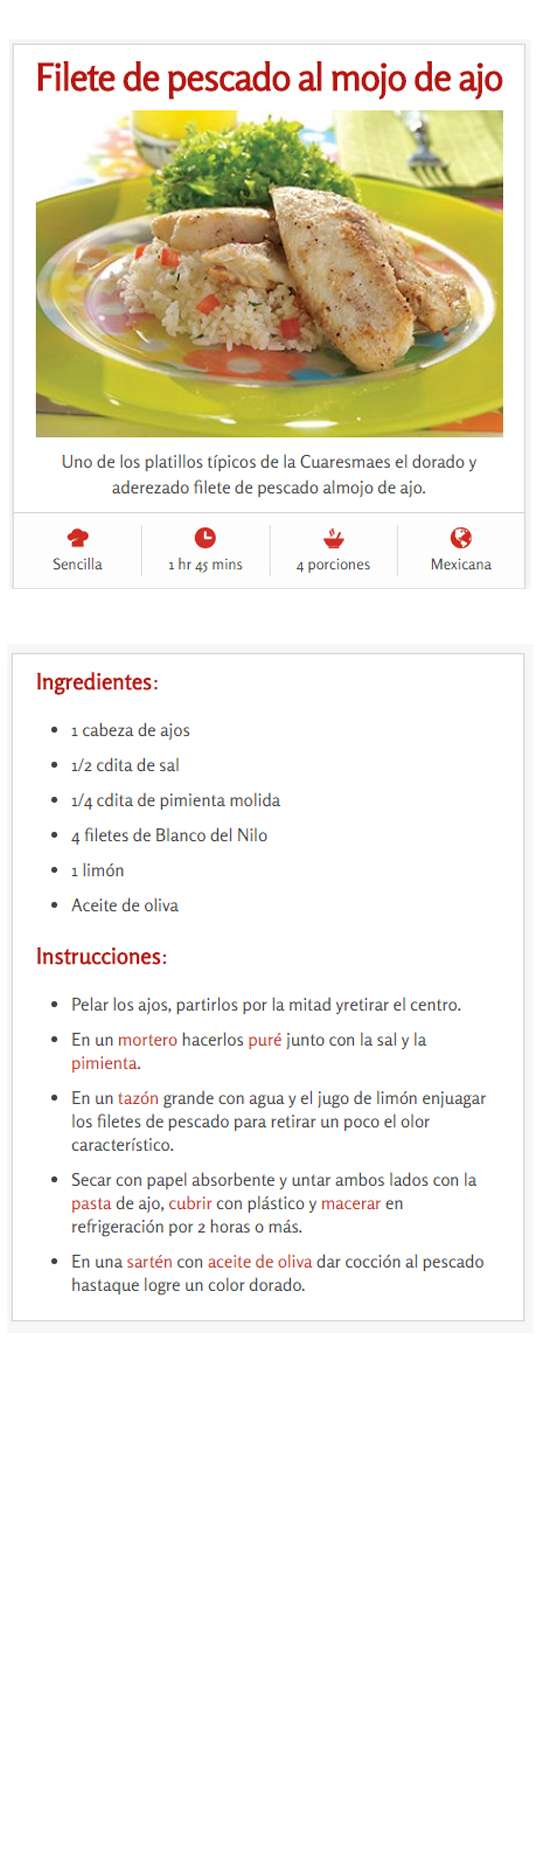 Filete de pescado al mojo de ajo
Uno de los platillos típicos de la Cuaresmaes el dorado y
aderezado filete de pescado almojo de ajo.
Sencilla
1 hr 45 mins
4 porciones
Mexicana
Ingredientes:
• 1 cabeza de ajos
• 1/2 cdita de sal
• 1/4 cdita de pimienta molida
• 4 filetes de Blanco del Nilo
• 1 limón
• Aceite de oliva
Instrucciones:
• Pelar los ajos, partirlos por la mitad yretirar el centro.
• En un mortero hacerlos puré junto con la sal y la
pimienta.
• En un tazón grande con agua y el jugo de limón enjuagar
los filetes de pescado para retirar un poco el olor
característico.
• Secar con papel absorbente y untar ambos lados con la
pasta de ajo, cubrir con plástico y macerar en
refrigeración por 2 horas o más.
• En una sartén con aceite de oliva dar cocción al pescado
hastaque logre un color dorado.